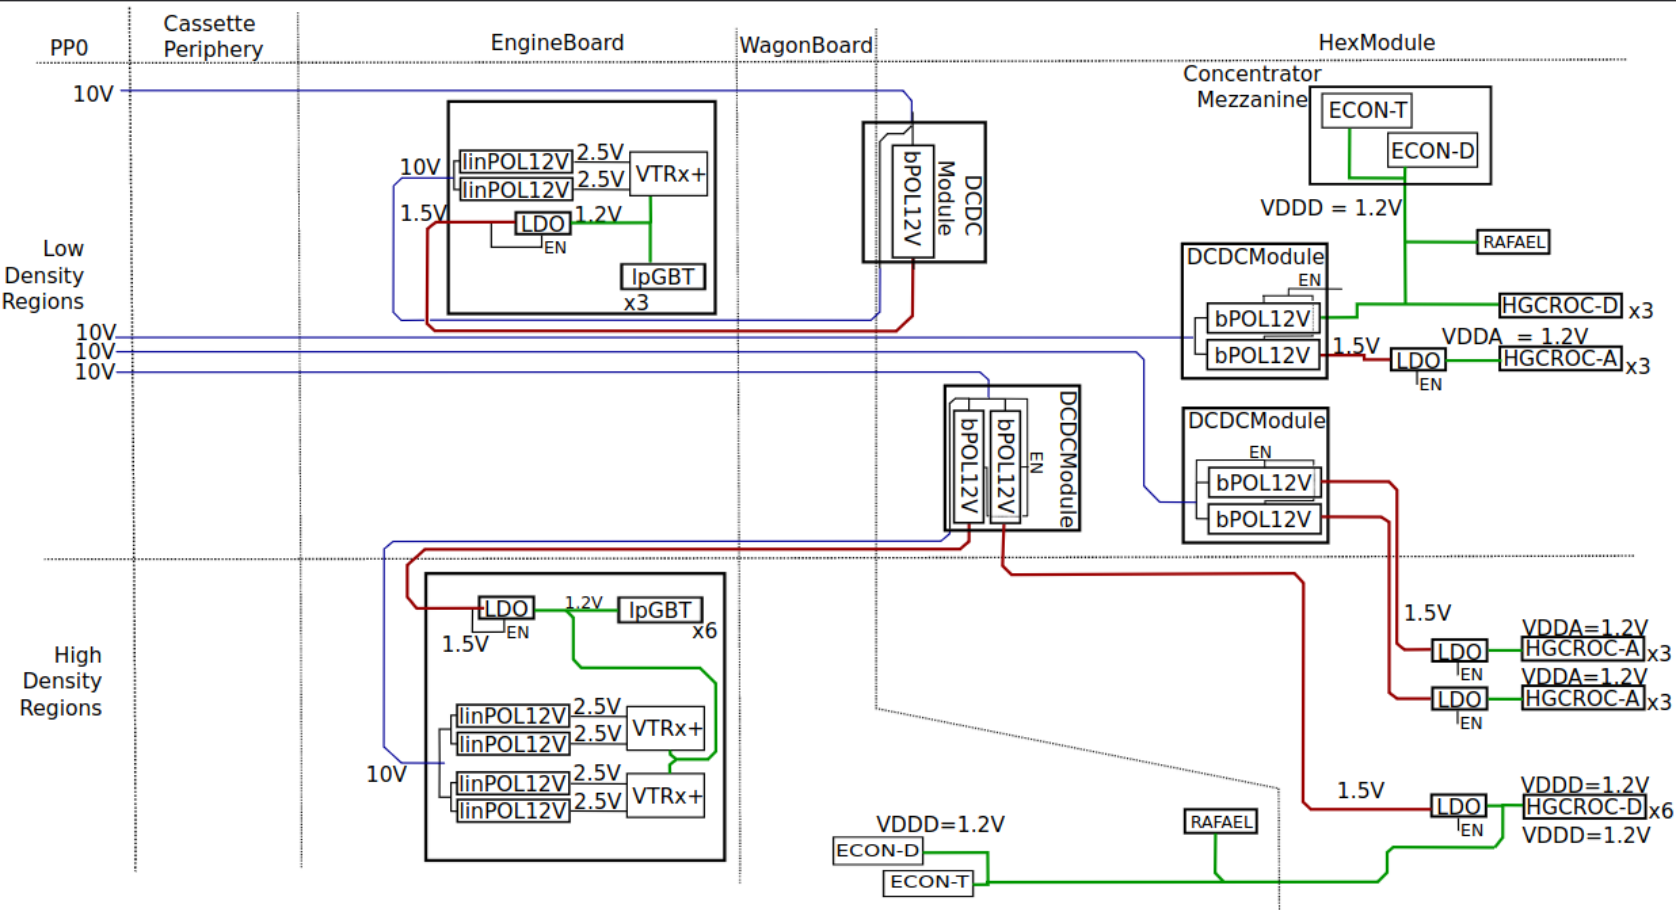 PP0
Cassette
Periphery
EngineBoard
WagonBoard
HexModule
10V
Low
Density
Regions
10V
linPOL12V
2.5V
linPOL12V
2.5V
VTRx+
1.5V
LDO
1.2V
EN
lpGBT
x3
bPOL12V
DCDC
Module
Concentrator
Mezzanine
ECON-T
ECON-D
VDDD = 1.2V
RAFAEL
DCDCModule
EN
bPOL12V
bPOL12V
HGCROC-D
x3
1.5V
LDO
EN
VDDA = 1.2V
HGCROC-A
x3
10V
10V
10V
bPOL12V
bPOL12V
EN
DCDCModule
DCDCModule
EN
bPOL12V
bPOL12V
High
Density
Regions
LDO
EN
1.5V
1.2V
lpGBT
x6
linPOL12V
2.5V
linPOL12V
2.5V
VTRx+
10V
linPOL12V
2.5V
linPOL12V
2.5V
VTRx+
1.5V
VDDA=1.2V
LDO
EN
HGCROC-A
x3
VDDA=1.2V
LDO
EN
HGCROC-A
x3
1.5V
VDDD=1.2V
LDO
EN
HGCROC-D
x6
VDDD=1.2V
VDDD=1.2V
ECON-D
ECON-T
RAFAEL